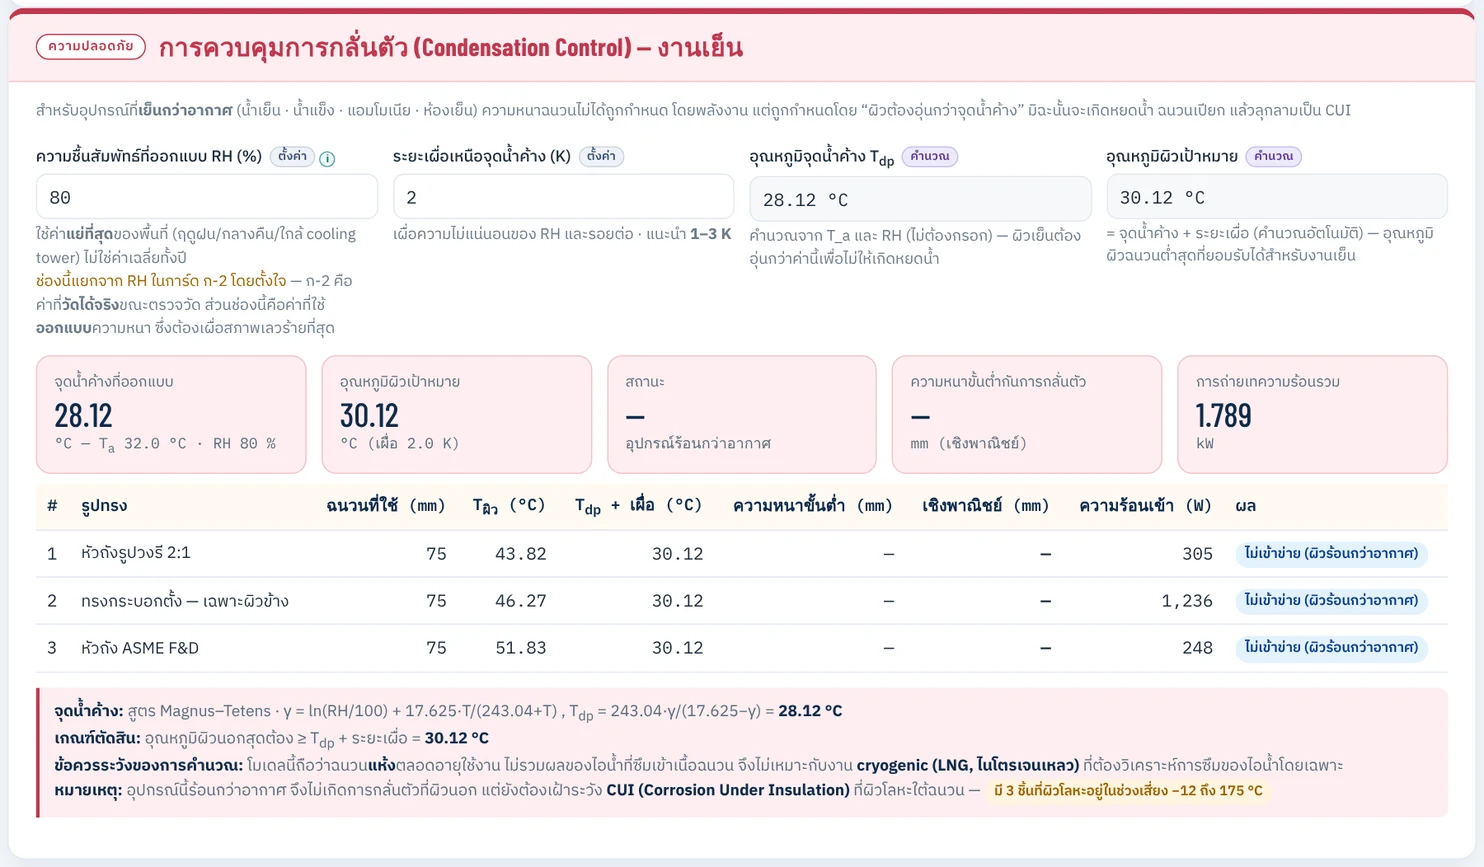 ความปลอดภัย การควบคุมการกลั่นตัว (Condensation Control) — งานเย็น
สำหรับอุปกรณ์ที่เย็นกว่าอากาศ (น้ำเย็น · น้ำแข็ง · แอมโมเนีย · ห้องเย็น) ความหนาฉนวนไม่ได้ถูกกำหนด โดยพลังงาน แต่ถูกกำหนดโดย “ผิวต้องอุ่นกว่าจุดน้ำค้าง” มิฉะนั้นจะเกิดหยดน้ำ ฉนวนเปียก แล้วลุกลามเป็น CUI
ความชื้นสัมพัทธ์ที่ออกแบบ RH (%) ตั้งค่า i
80
ใช้ค่าแย่ที่สุดของพื้นที่ (ฤดูฝน/กลางคืน/ใกล้ cooling
tower) ไม่ใช่ค่าเฉลี่ยทั้งปี
ช่องนี้แยกจาก RH ในการ์ด ก-2 โดยตั้งใจ — ก-2 คือ
ค่าที่วัดได้จริงขณะตรวจวัด ส่วนช่องนี้คือค่าที่ใช้
ออกแบบความหนา ซึ่งต้องเผื่อสภาพเลวร้ายที่สุด
ระยะเผื่อเหนือจุดน้ำค้าง (K) ตั้งค่า
2
เผื่อความไม่แน่นอนของ RH และรอยต่อ · แนะนำ 1–3 K
อุณหภูมิจุดน้ำค้าง Tdp คำนวณ
28.12 °C
คำนวณจาก T_a และ RH (ไม่ต้องกรอก) — ผิวเย็นต้อง
อุ่นกว่าค่านี้เพื่อไม่ให้เกิดหยดน้ำ
อุณหภูมิผิวเป้าหมาย คำนวณ
30.12 °C
= จุดน้ำค้าง + ระยะเผื่อ (คำนวณอัตโนมัติ) — อุณหภูมิ
ผิวฉนวนต่ำสุดที่ยอมรับได้สำหรับงานเย็น
จุดน้ำค้างที่ออกแบบ
28.12
°C — Ta 32.0 °C · RH 80 %
อุณหภูมิผิวเป้าหมาย
30.12
°C (เผื่อ 2.0 K)
สถานะ
—
อุปกรณ์ร้อนกว่าอากาศ
ความหนาขั้นต่ำกันการกลั่นตัว
—
mm (เชิงพาณิชย์)
การถ่ายเทความร้อนรวม
1.789
kW
# รูปทรง ฉนวนที่ใช้ (mm) Tผิว (°C) Tdp + เผื่อ (°C) ความหนาขั้นต่ำ (mm) เชิงพาณิชย์ (mm) ความร้อนเข้า (W) ผล
1 หัวถังรูปวงรี 2:1 75 43.82 30.12 — — 305 ไม่เข้าข่าย (ผิวร้อนกว่าอากาศ)
2 ทรงกระบอกตั้ง — เฉพาะผิวข้าง 75 46.27 30.12 — — 1,236 ไม่เข้าข่าย (ผิวร้อนกว่าอากาศ)
3 หัวถัง ASME F&D 75 51.83 30.12 — — 248 ไม่เข้าข่าย (ผิวร้อนกว่าอากาศ)
จุดน้ำค้าง: สูตร Magnus–Tetens · y = ln(RH/100) + 17.625·T/(243.04+T) , Tdp = 243.04·y/(17.625−y) = 28.12 °C
เกณฑ์ตัดสิน: อุณหภูมิผิวนอกสุดต้อง ≥ Tdp + ระยะเผื่อ = 30.12 °C
ข้อควรระวังของการคำนวณ: โมเดลนี้ถือว่าฉนวนแห้งตลอดอายุใช้งาน ไม่รวมผลของไอน้ำที่ซึมเข้าเนื้อฉนวน จึงไม่เหมาะกับงาน cryogenic (LNG, ไนโตรเจนเหลว) ที่ต้องวิเคราะห์การซึมของไอน้ำโดยเฉพาะ
หมายเหตุ: อุปกรณ์นี้ร้อนกว่าอากาศ จึงไม่เกิดการกลั่นตัวที่ผิวนอก แต่ยังต้องเฝ้าระวัง CUI (Corrosion Under Insulation) ที่ผิวโลหะใต้ฉนวน — มี 3 ชิ้นที่ผิวโลหะอยู่ในช่วงเสี่ยง −12 ถึง 175 °C